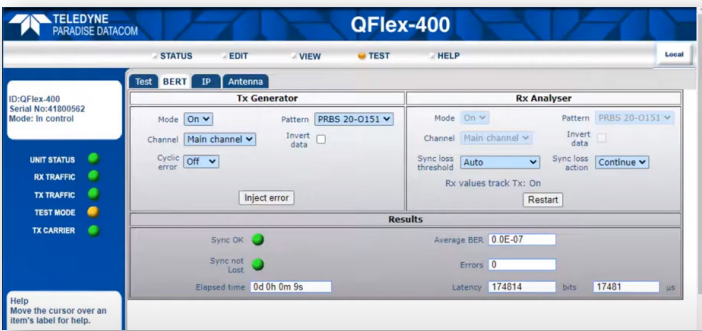 TELEDYNE
PARADISE DATACOM
QFlex-400
STATUS EDIT VIEW TEST HELP Local
Test BERT IP Antenna
ID:QFlex-400
Serial No:41800562
Mode: In control
UNIT STATUS
RX TRAFFIC
TX TRAFFIC
TEST MODE
TX CARRIER
Help
Move the cursor over an
item's label for help.
Tx Generator
Mode On Pattern PRBS 20-O151
Channel Main channel Invert
data
Cyclic
error Off
Inject error
Rx Analyser
Mode On Pattern PRBS 20-O151
Channel Main channel Invert
data
Sync loss
threshold Auto Sync loss
action Continue
Rx values track Tx: On
Restart
Results
Sync OK Average BER 0.0E-07
Sync not
Lost Errors 0
Elapsed time 0d 0h 0m 9s Latency 174814 bits 17481 us